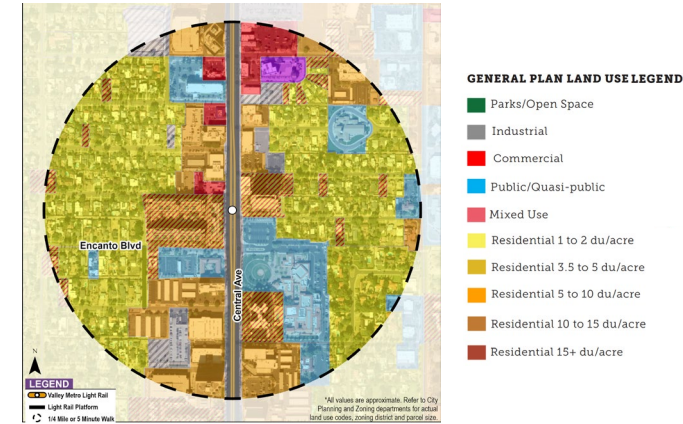 GENERAL PLAN LAND USE LEGEND
Parks/Open Space
Industrial
Commercial
Public/Quasi-public
Mixed Use
Residential 1 to 2 du/acre
Residential 3.5 to 5 du/acre
Residential 5 to 10 du/acre
Residential 10 to 15 du/acre
Residential 15+ du/acre
Encanto Blvd
Central Ave
N
LEGEND
Valley Metro Light Rail
Light Rail Platform
1/4 Mile or 5 Minute Walk
*All values are approximate. Refer to City
Planning and Zoning departments for actual
land use codes, zoning district and parcel size.